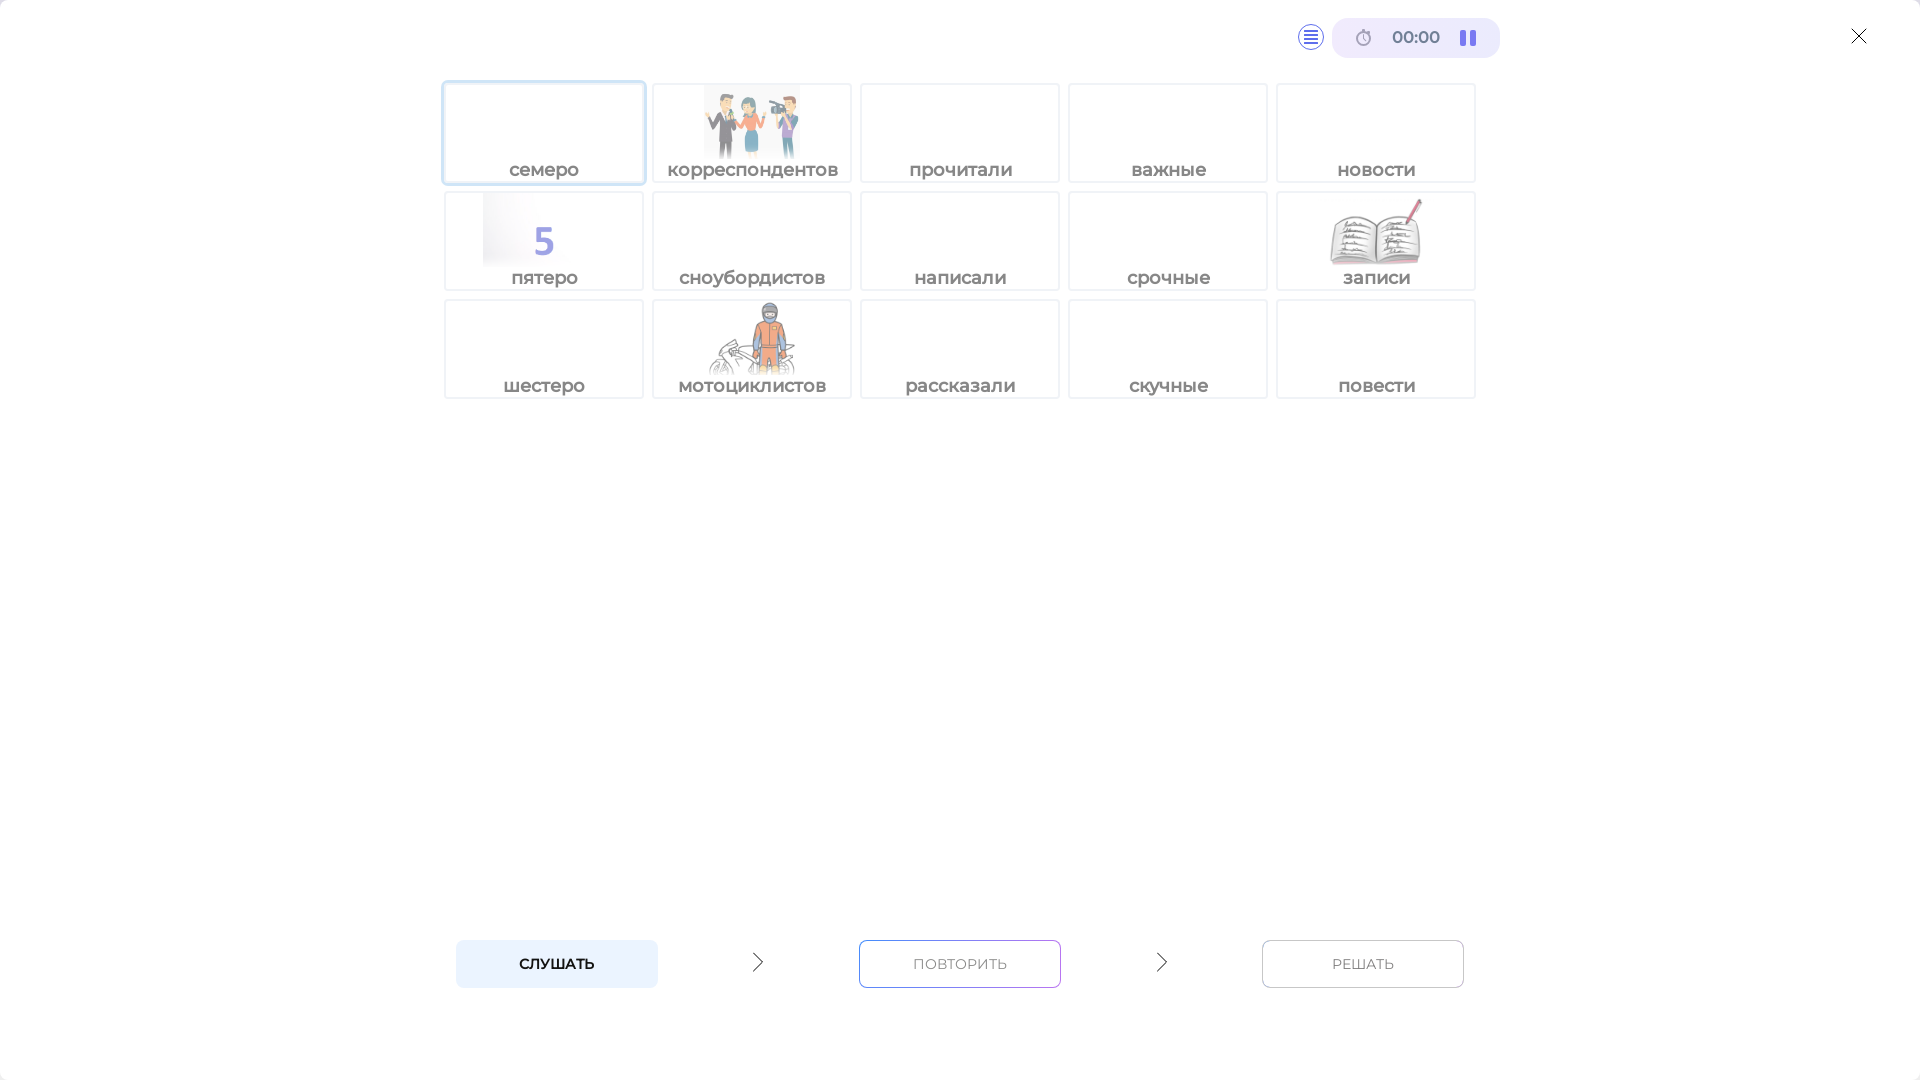 00:00
семеро корреспондентов прочитали важные новости
5
пятеро сноубордистов написали срочные записи
шестеро мотоциклистов рассказали скучные повести
СЛУШАТЬ ПОВТОРИТЬ РЕШАТЬ